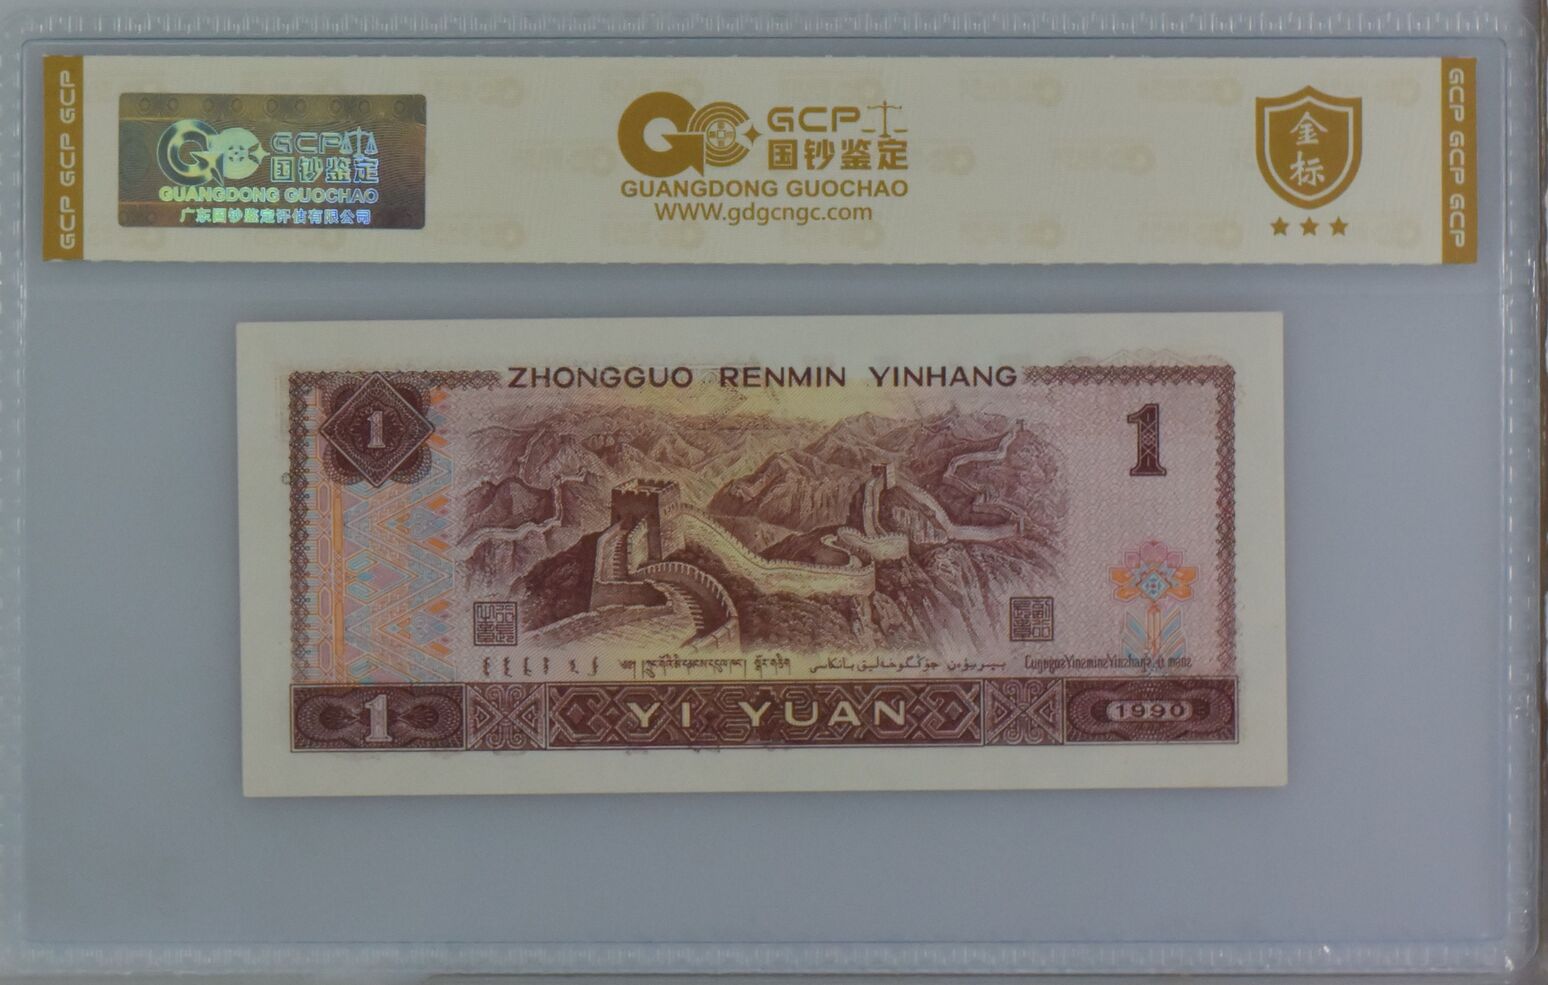 GCP GCP GCP
GCP
国钞鉴定
GUANGDONG GUOCHAO
广东国钞鉴定评估有限公司
GCP
国钞鉴定
GUANGDONG GUOCHAO
WWW.gdgcngc.com
金标
GCP GCP GCP
ZHONGGUO RENMIN YINHANG
1
1
1
YI YUAN
1990